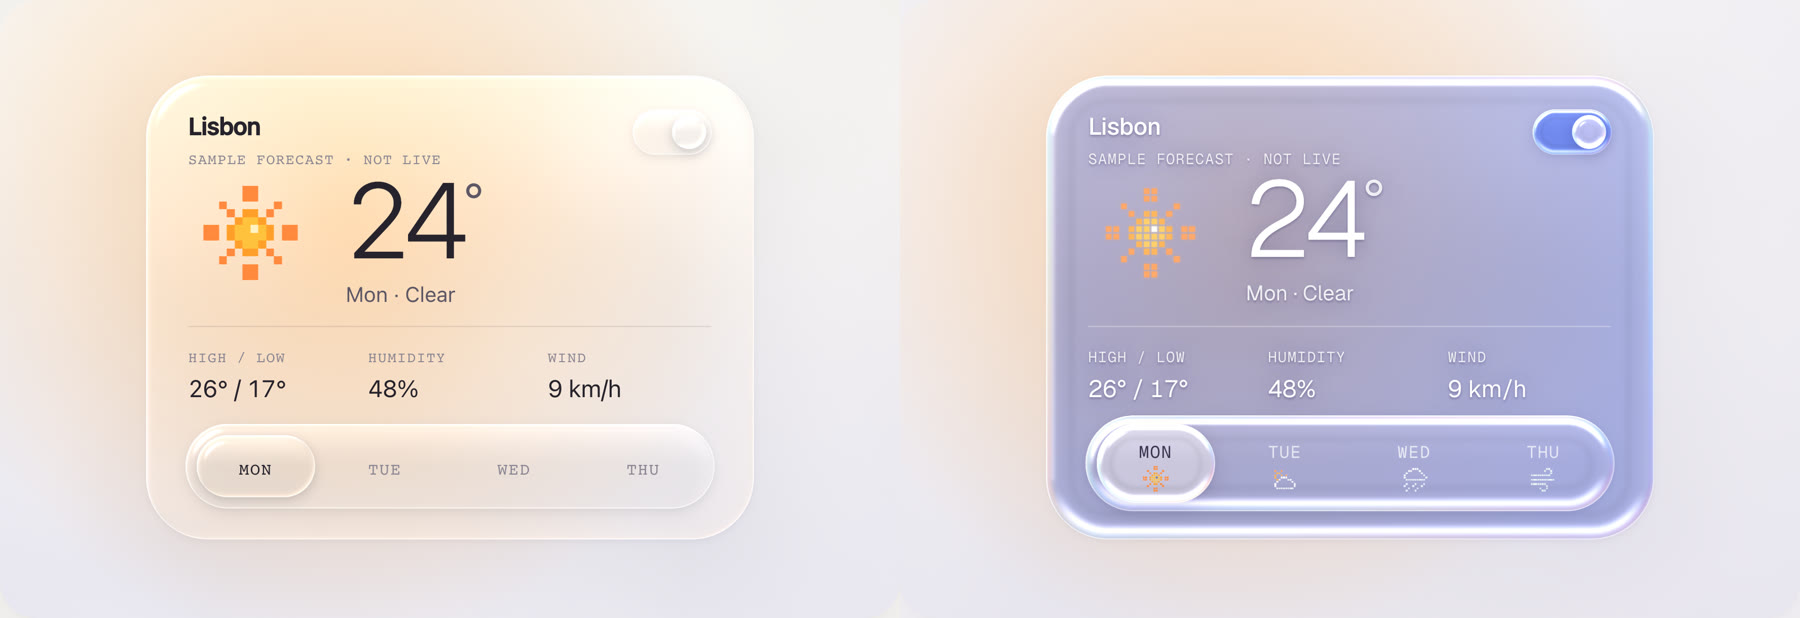 Lisbon
SAMPLE FORECAST · NOT LIVE
24°
Mon · Clear
HIGH / LOW HUMIDITY WIND
26° / 17° 48% 9 km/h
MON TUE WED THU
Lisbon
SAMPLE FORECAST · NOT LIVE
24°
Mon · Clear
HIGH / LOW HUMIDITY WIND
26° / 17° 48% 9 km/h
MON TUE WED THU